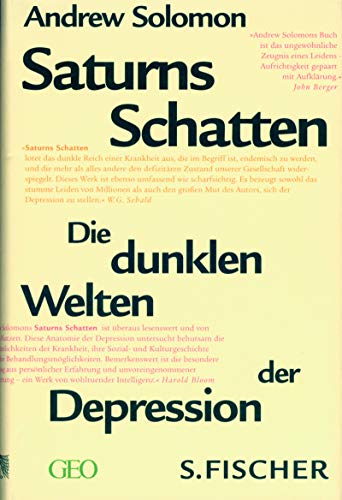 Andrew Solomon
»Andrew Solomons Buch
ist das ungewöhnliche
Zeugnis eines Leidens -
Aufrichtigkeit gepaart
mit Aufklärung.«
John Berger
Saturns
Schatten
»Saturns Schatten
lotet das dunkle Reich einer Krankheit aus, die im Begriff ist, endemisch zu werden,
und die mehr als alles andere den defizitären Zustand unserer Gesellschaft wider-
spiegelt. Dieses Werk ist ebenso umfassend wie scharfsichtig. Es bezeugt sowohl das
stumme Leiden von Millionen als auch den großen Mut des Autors, sich der
Depression zu stellen.« W.G. Sebald
Die
dunklen
Welten
Solomons Saturns Schatten ist überaus lesenswert und von
Nutzen. Diese Anatomie der Depression untersucht behutsam die
nlichkeiten der Krankheit, ihre Sozial- und Kulturgeschichte
e Behandlungsmöglichkeiten. Bemerkenswert ist die besondere
ng aus persönlicher Erfahrung und unvoreingenommener
ung – ein Werk von wohltuender Intelligenz.« Harold Bloom
der
Depression
GEO
S.FISCHER